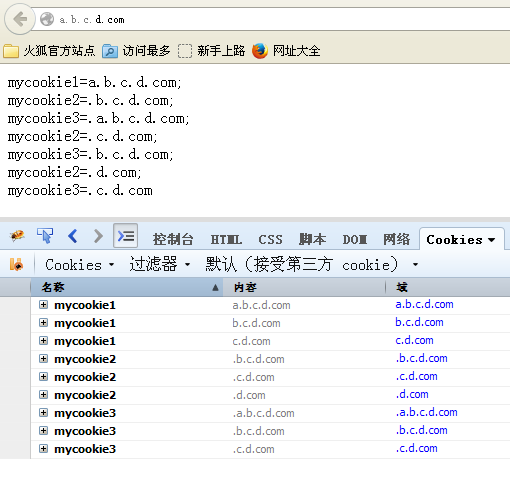 a.b.c.d.com
火狐官方站点 访问最多 新手上路 网址大全
mycookie1=a.b.c.d.com;
mycookie2=.b.c.d.com;
mycookie3=.a.b.c.d.com;
mycookie2=.c.d.com;
mycookie3=.b.c.d.com;
mycookie2=.d.com;
mycookie3=.c.d.com
控制台 HTML CSS 脚本 DOM 网络 Cookies
Cookies 过滤器 默认（接受第三方 cookie）
名称 内容 域
mycookie1 a.b.c.d.com a.b.c.d.com
mycookie1 b.c.d.com b.c.d.com
mycookie1 c.d.com c.d.com
mycookie2 .b.c.d.com .b.c.d.com
mycookie2 .c.d.com .c.d.com
mycookie2 .d.com .d.com
mycookie3 .a.b.c.d.com .a.b.c.d.com
mycookie3 .b.c.d.com .b.c.d.com
mycookie3 .c.d.com .c.d.com